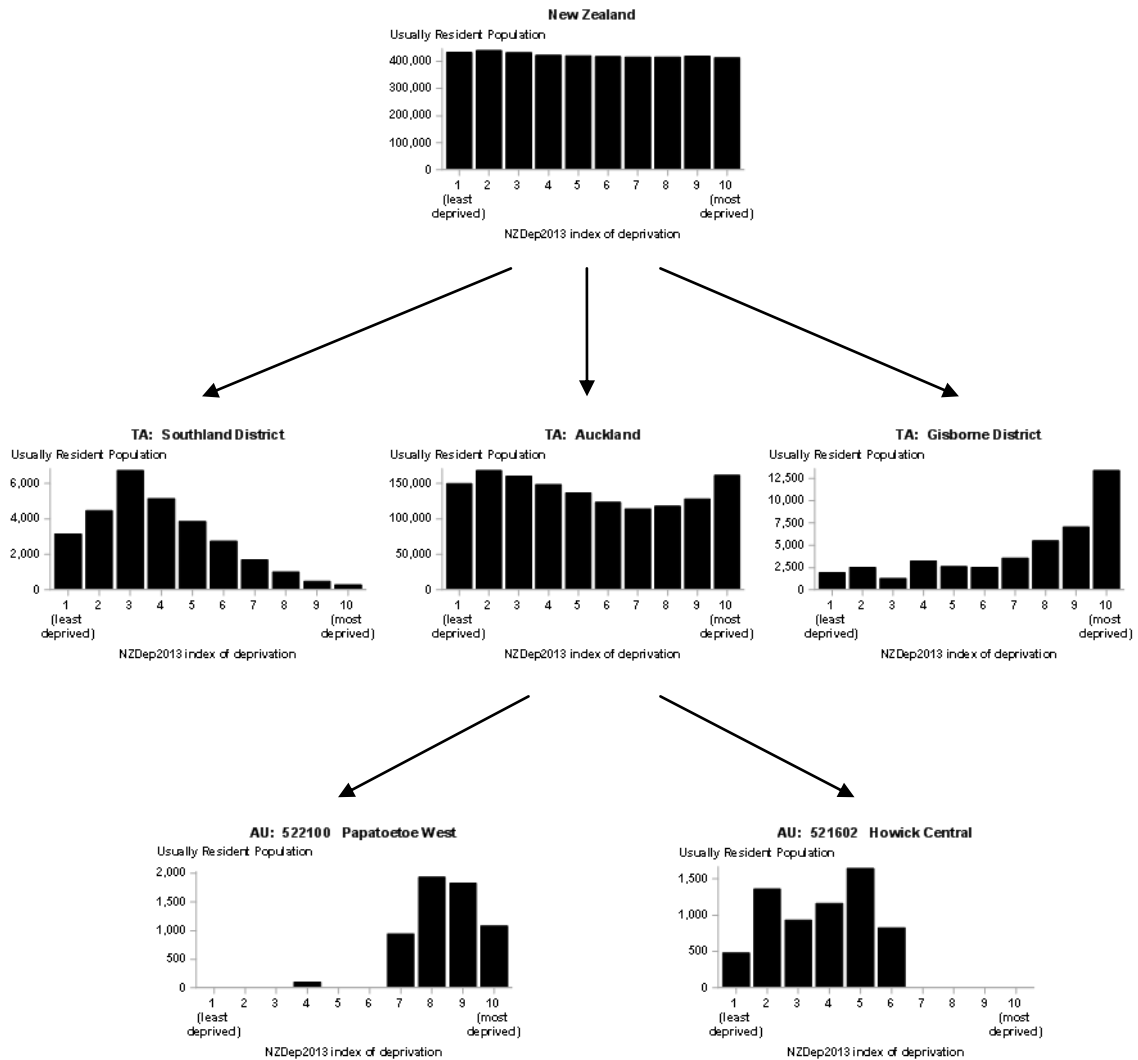 New Zealand
Usually Resident Population
400,000
300,000
200,000
100,000
0
1 2 3 4 5 6 7 8 9 10
(least (most
deprived) deprived)
NZDep2013 index of deprivation
TA: Southland District
Usually Resident Population
6,000
4,000
2,000
0
1 2 3 4 5 6 7 8 9 10
(least (most
deprived) deprived)
NZDep2013 index of deprivation
TA: Auckland
Usually Resident Population
150,000
100,000
50,000
0
1 2 3 4 5 6 7 8 9 10
(least (most
deprived) deprived)
NZDep2013 index of deprivation
TA: Gisborne District
Usually Resident Population
12,500
10,000
7,500
5,000
2,500
0
1 2 3 4 5 6 7 8 9 10
(least (most
deprived) deprived)
NZDep2013 index of deprivation
AU: 522100 Papatoetoe West
Usually Resident Population
2,000
1,500
1,000
500
0
1 2 3 4 5 6 7 8 9 10
(least (most
deprived) deprived)
NZDep2013 index of deprivation
AU: 521602 Howick Central
Usually Resident Population
1,500
1,000
500
0
1 2 3 4 5 6 7 8 9 10
(least (most
deprived) deprived)
NZDep2013 index of deprivation